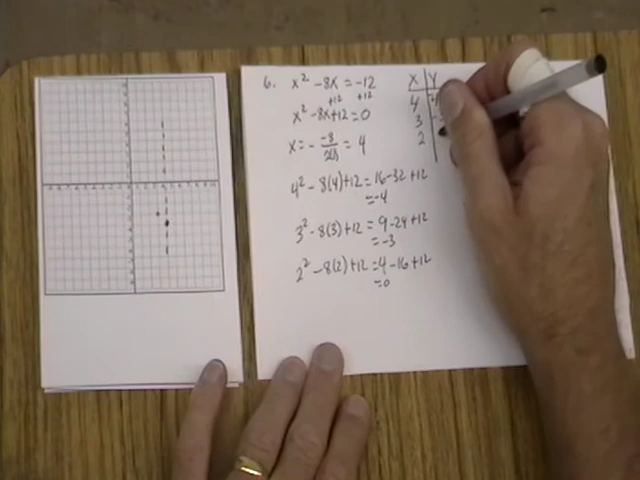 6. x² - 8x = -12
+12 +12
x² - 8x + 12 = 0
x = - -8/2(1) = 4
4² - 8(4) + 12 = 16 - 32 + 12
= -4
3² - 8(3) + 12 = 9 - 24 + 12
= -3
2² - 8(2) + 12 = 4 - 16 + 12
= 0
X Y
4
3
2